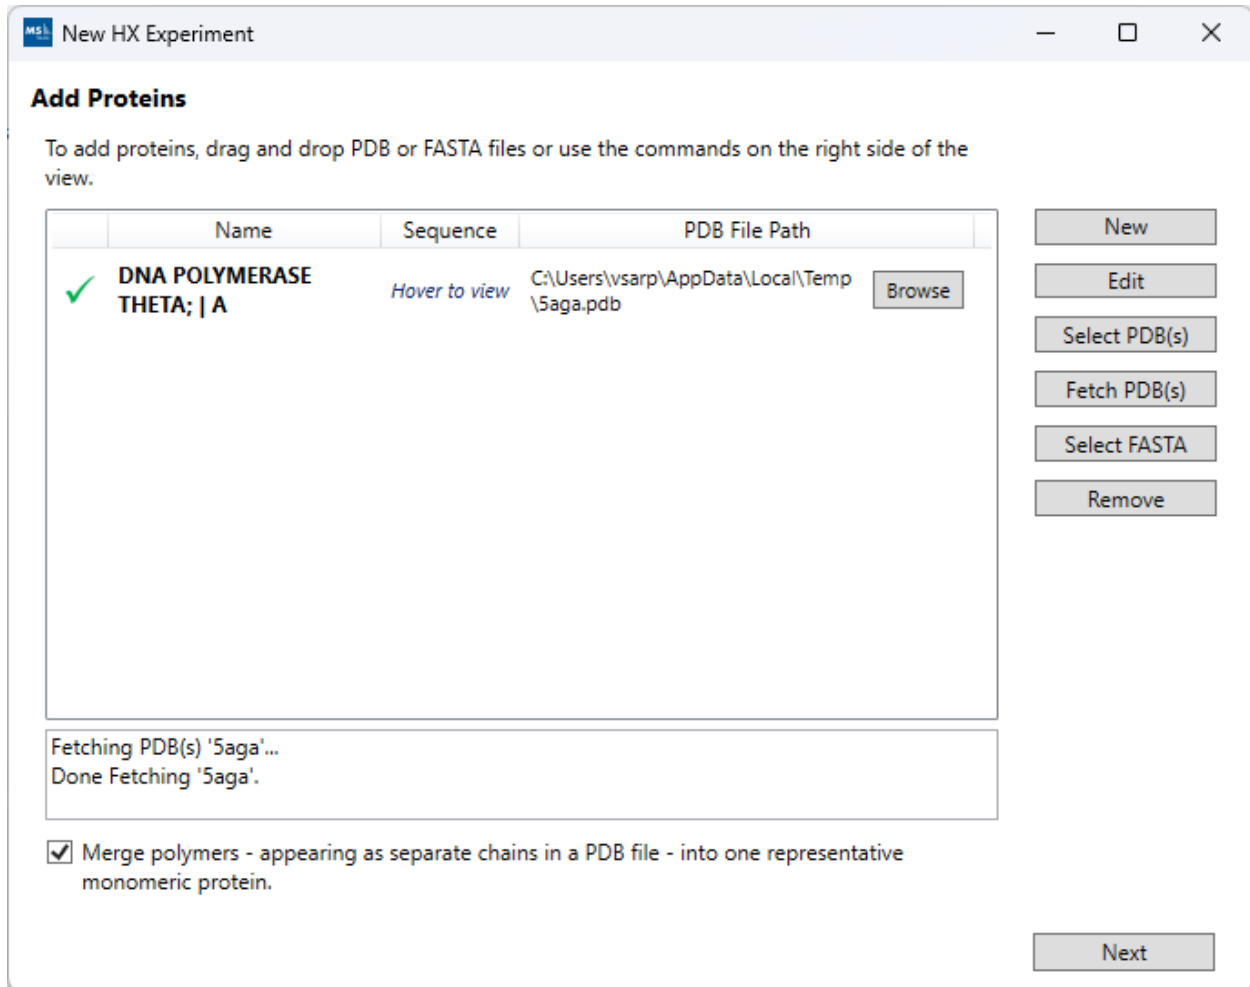 MS
New HX Experiment
Add Proteins
To add proteins, drag and drop PDB or FASTA files or use the commands on the right side of the
view.
Name Sequence PDB File Path
DNA POLYMERASE
THETA; | A
Hover to view
C:\Users\vsarp\AppData\Local\Temp
\5aga.pdb
Browse
New
Edit
Select PDB(s)
Fetch PDB(s)
Select FASTA
Remove
Fetching PDB(s) '5aga'...
Done Fetching '5aga'.
Merge polymers - appearing as separate chains in a PDB file - into one representative
monomeric protein.
Next